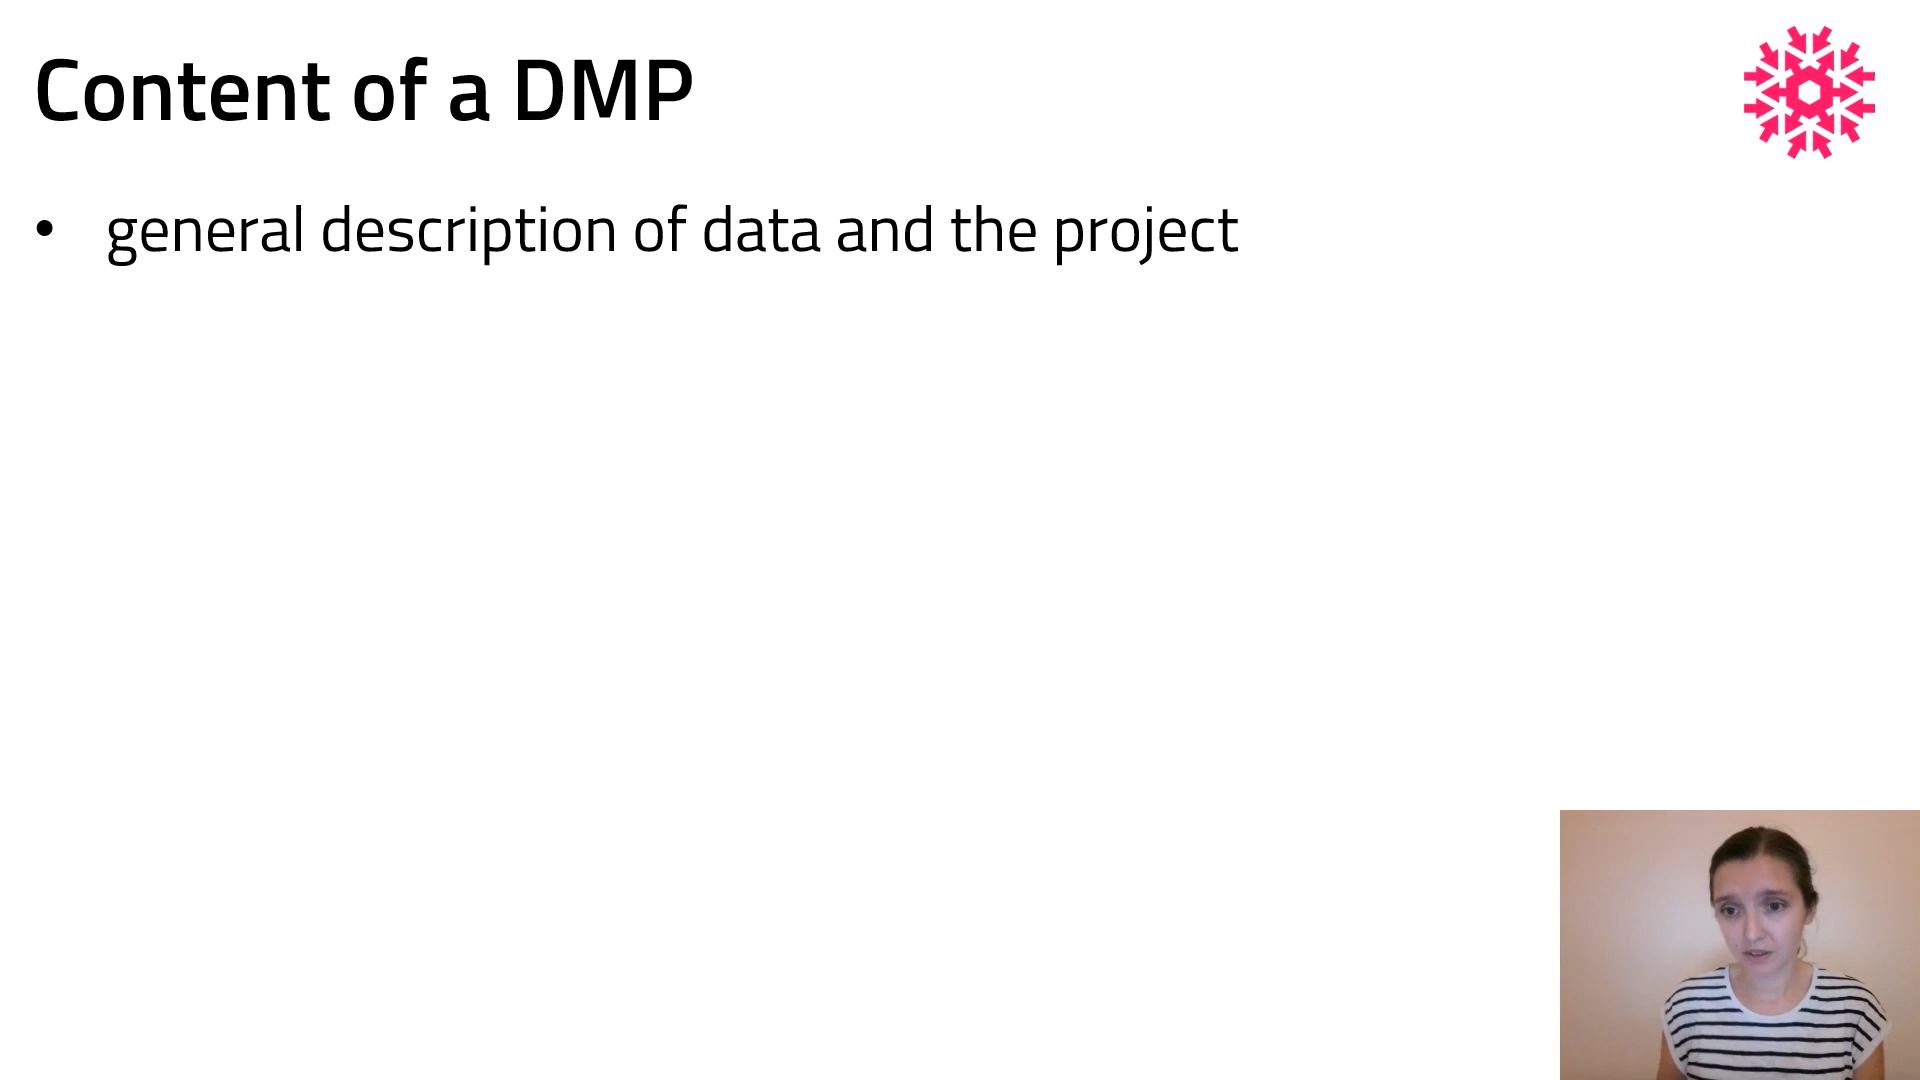 Content of a DMP
• general description of data and the project